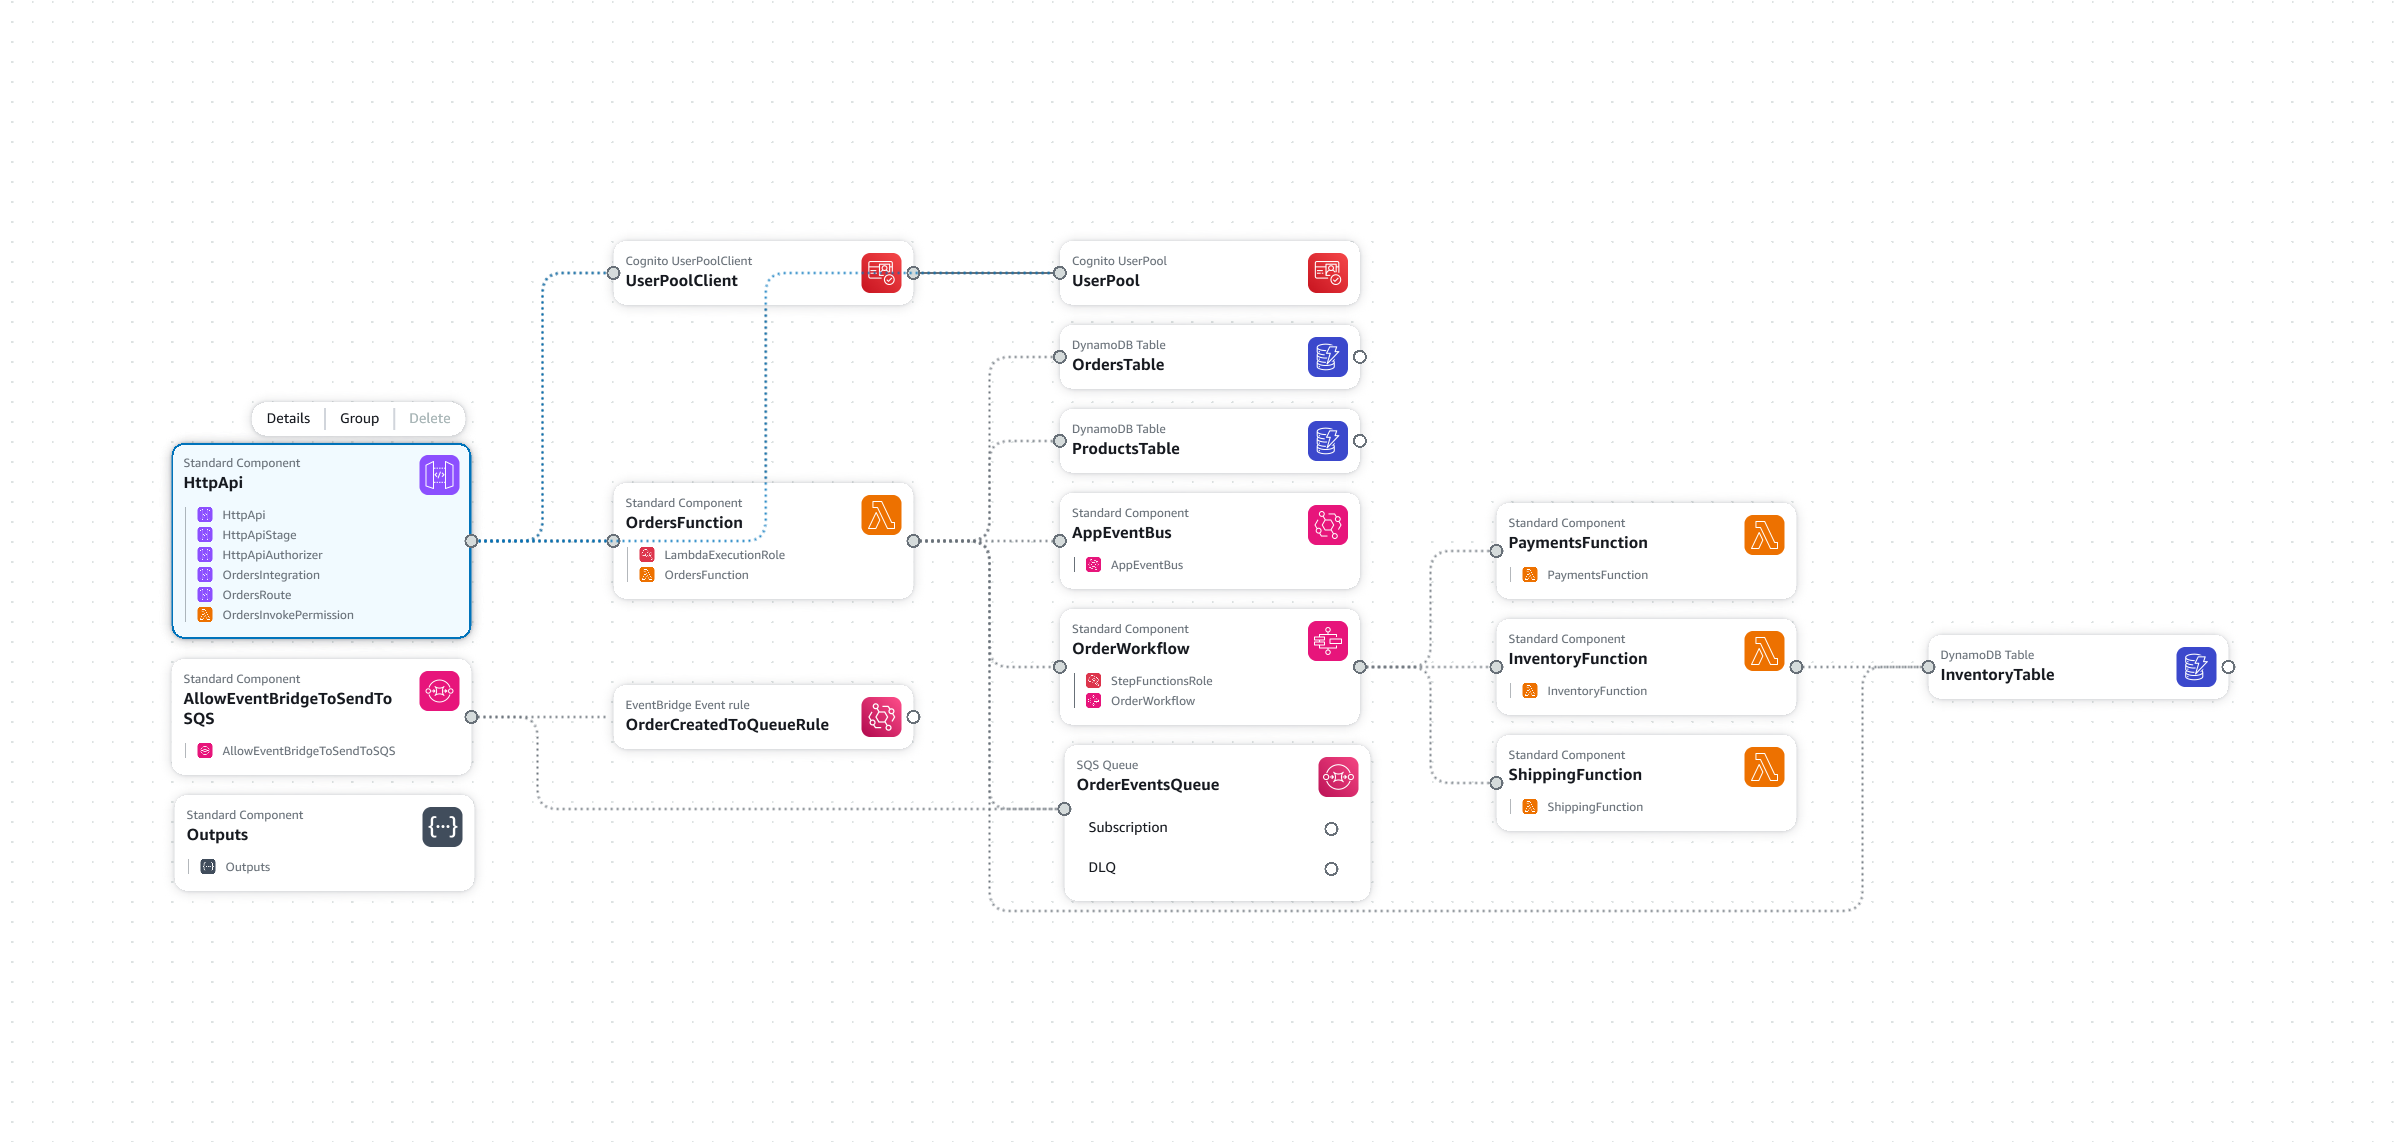 Cognito UserPoolClient
UserPoolClient
Cognito UserPool
UserPool
DynamoDB Table
OrdersTable
Details
Group
Delete
DynamoDB Table
ProductsTable
Standard Component
HttpApi
HttpApi
HttpApiStage
HttpApiAuthorizer
OrdersIntegration
OrdersRoute
OrdersInvokePermission
Standard Component
OrdersFunction
LambdaExecutionRole
OrdersFunction
Standard Component
AppEventBus
AppEventBus
Standard Component
PaymentsFunction
PaymentsFunction
Standard Component
OrderWorkflow
StepFunctionsRole
OrderWorkflow
Standard Component
InventoryFunction
InventoryFunction
DynamoDB Table
InventoryTable
Standard Component
AllowEventBridgeToSendTo
SQS
AllowEventBridgeToSendToSQS
EventBridge Event rule
OrderCreatedToQueueRule
SQS Queue
OrderEventsQueue
Subscription
DLQ
Standard Component
ShippingFunction
ShippingFunction
Standard Component
Outputs
Outputs